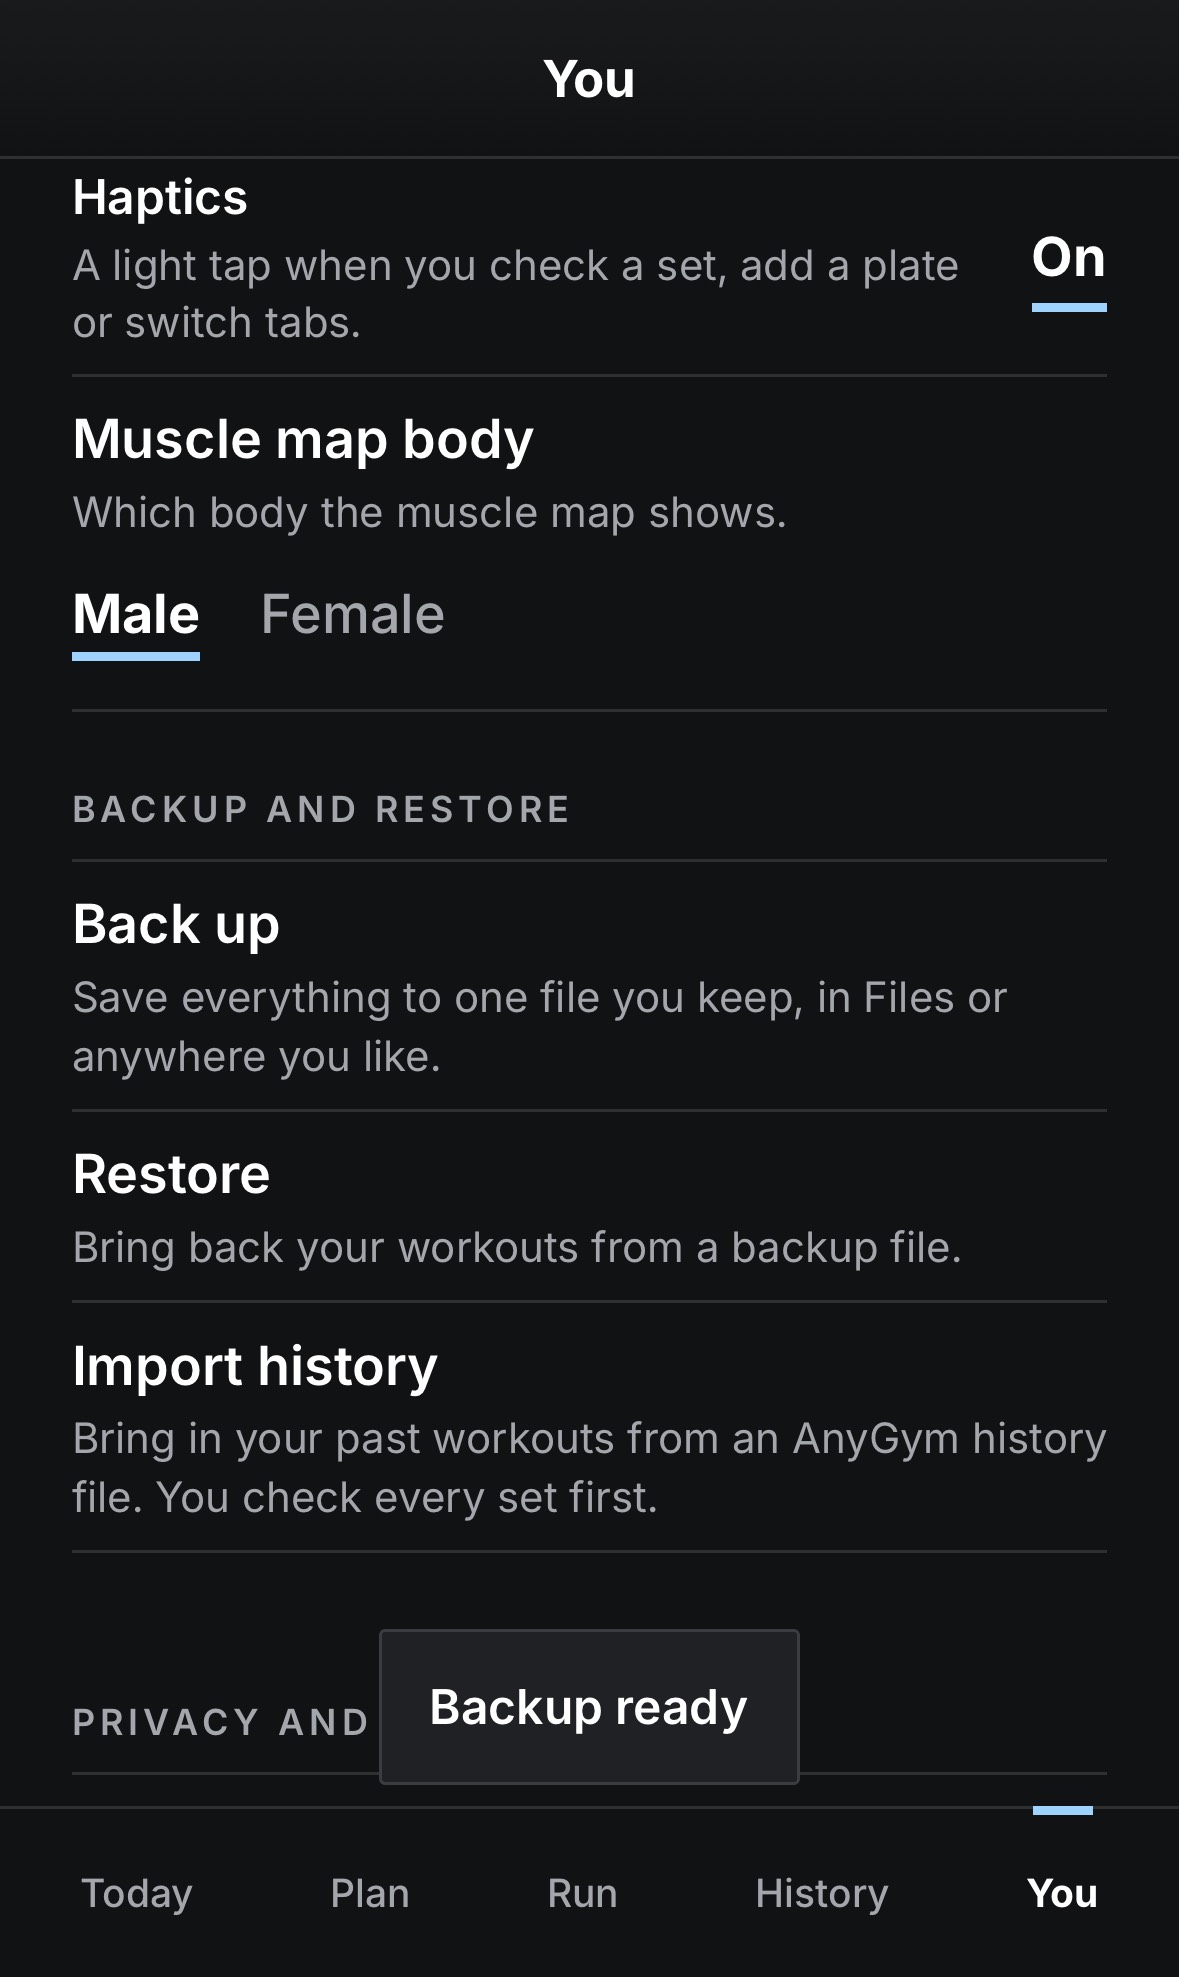 You
Haptics
A light tap when you check a set, add a plate
or switch tabs.
On
Muscle map body
Which body the muscle map shows.
Male Female
BACKUP AND RESTORE
Back up
Save everything to one file you keep, in Files or
anywhere you like.
Restore
Bring back your workouts from a backup file.
Import history
Bring in your past workouts from an AnyGym history
file. You check every set first.
PRIVACY AND
Backup ready
Today Plan Run History You